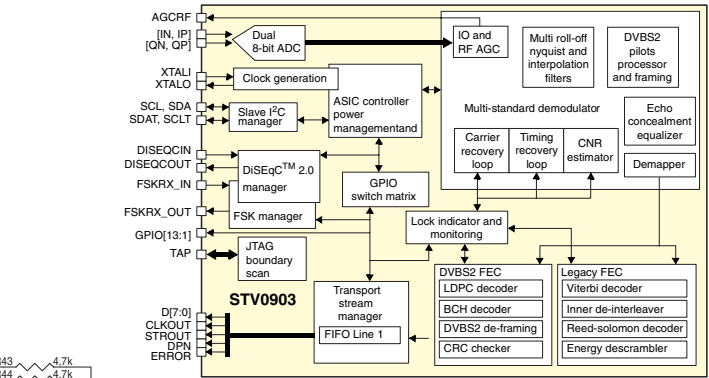 AGCRF
[IN, IP]
[QN, QP]
Dual
8-bit ADC
IO and
RF AGC
Multi roll-off
nyquist and
interpolation
filters
DVBS2
pilots
processor
and framing
XTALI
XTALO
Clock generation
ASIC controller
power
managementand
Multi-standard demodulator
Echo
concealment
equalizer
SCL, SDA
SDAT, SCLT
Slave I2C
manager
Carrier
recovery
loop
Timing
recovery
loop
CNR
estimator
Demapper
DISEQCIN
DISEQCOUT
DiSEqC™ 2.0
manager
FSKRX_IN
GPIO
switch matrix
FSKRX_OUT
FSK manager
Lock indicator and
monitoring
GPIO[13:1]
TAP
JTAG
boundary
scan
DVBS2 FEC
LDPC decoder
BCH decoder
DVBS2 de-framing
CRC checker
Legacy FEC
Viterbi decoder
Inner de-interleaver
Reed-solomon decoder
Energy descrambler
STV0903
Transport
stream
manager
FIFO Line 1
D[7:0]
CLKOUT
STROUT
DPN
ERROR
R43 4,7k
R44 4,7k